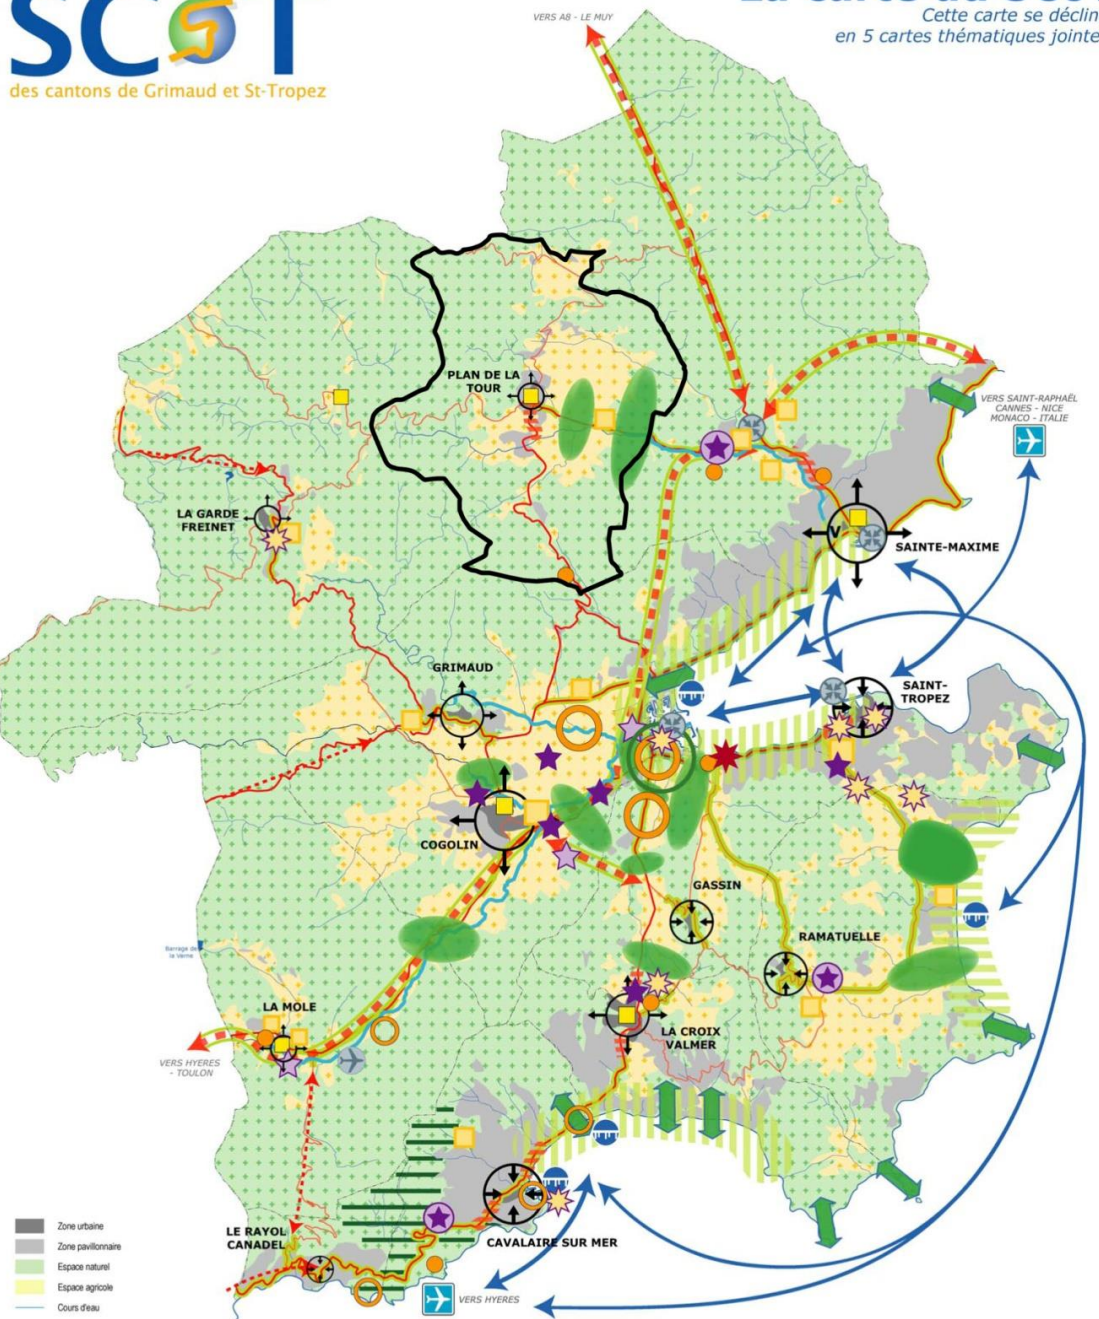 SCOT
des cantons de Grimaud et St-Tropez
Cette carte se déclin
en 5 cartes thématiques jointe
VERS A8 - LE MUY
PLAN DE LA
TOUR
VERS SAINT-RAPHAËL
CANNES - NICE
MONACO - ITALIE
LA GARDE
FREINET
V
SAINTE-MAXIME
GRIMAUD
SAINT-
TROPEZ
COGOLIN
GASSIN
RAMATUELLE
Barrage de
la Verne
LA MOLE
VERS HYERES
- TOULON
LA CROIX
VALMER
LE RAYOL
CANADEL
CAVALAIRE SUR MER
VERS HYERES
Zone urbaine
Zone pavillonnaire
Espace naturel
Espace agricole
Cours d'eau